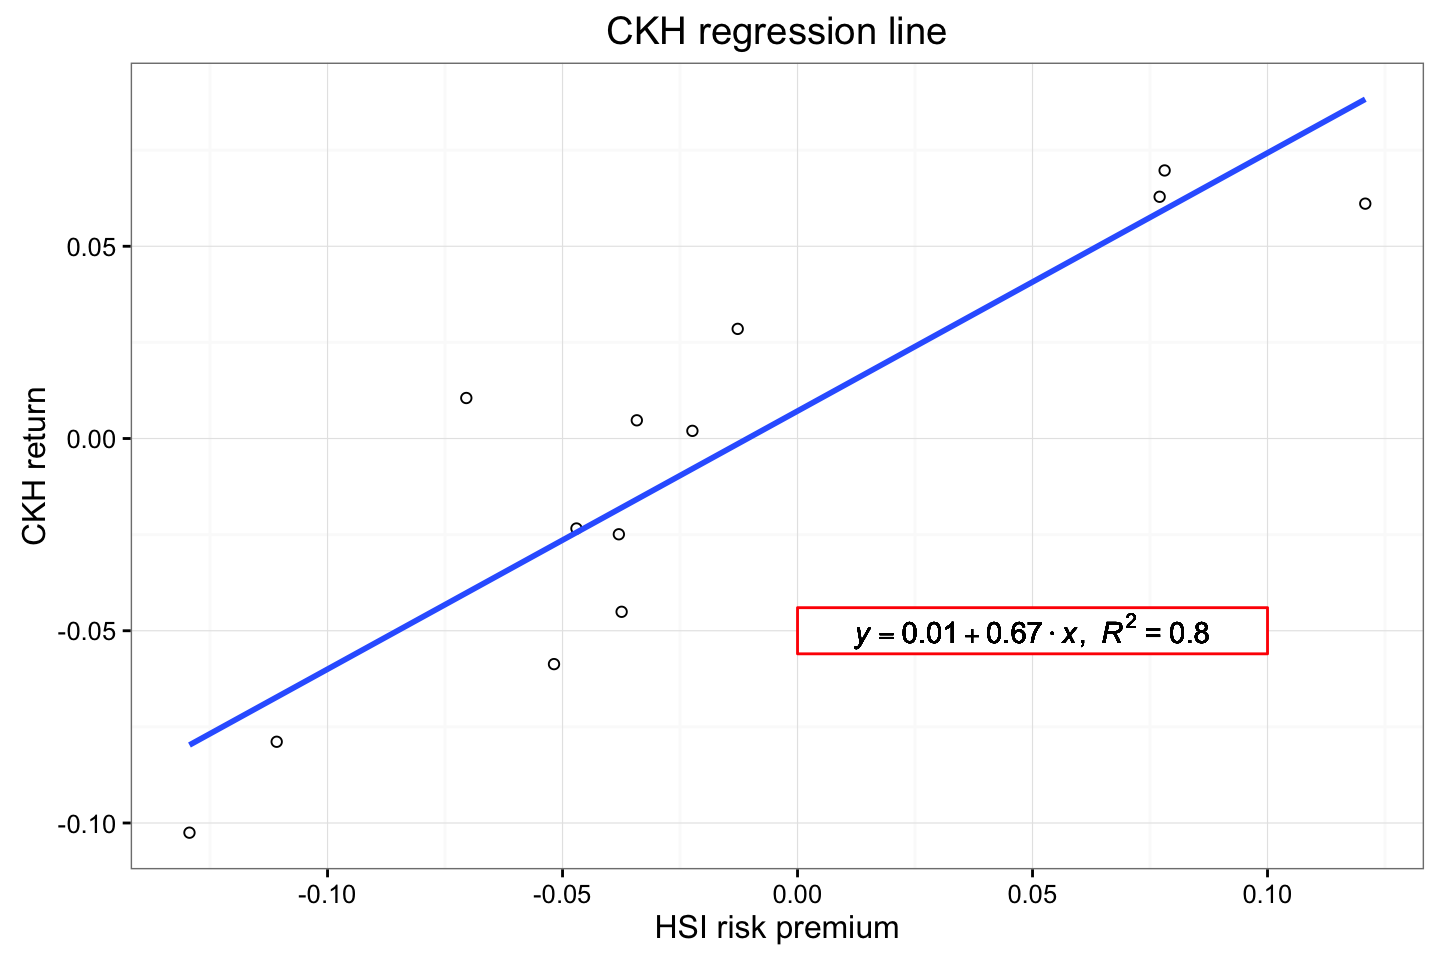 CKH regression line
CKH return
0.05
0.00
-0.05
-0.10
y = 0.01 + 0.67 · x, R² = 0.8
-0.10 -0.05 0.00 0.05 0.10
HSI risk premium